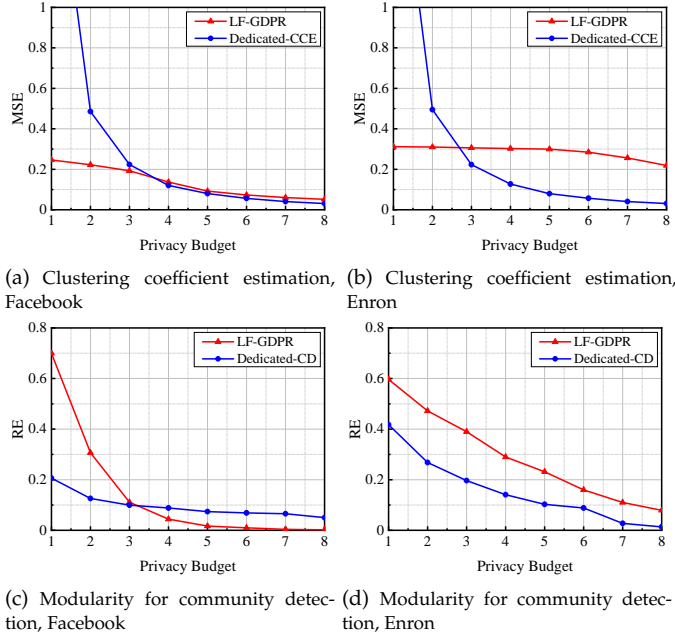 1
0.8
0.6
0.4
0.2
0
MSE
LF-GDPR
Dedicated-CCE
1 2 3 4 5 6 7 8
Privacy Budget
(a) Clustering coefficient estimation,
Facebook
1
0.8
0.6
0.4
0.2
0
MSE
LF-GDPR
Dedicated-CCE
1 2 3 4 5 6 7 8
Privacy Budget
(b) Clustering coefficient estimation,
Enron
0.8
0.6
0.4
0.2
0
RE
LF-GDPR
Dedicated-CD
1 2 3 4 5 6 7 8
Privacy Budget
(c) Modularity for community detec-
tion, Facebook
0.8
0.6
0.4
0.2
0
RE
LF-GDPR
Dedicated-CD
1 2 3 4 5 6 7 8
Privacy Budget
(d) Modularity for community detec-
tion, Enron